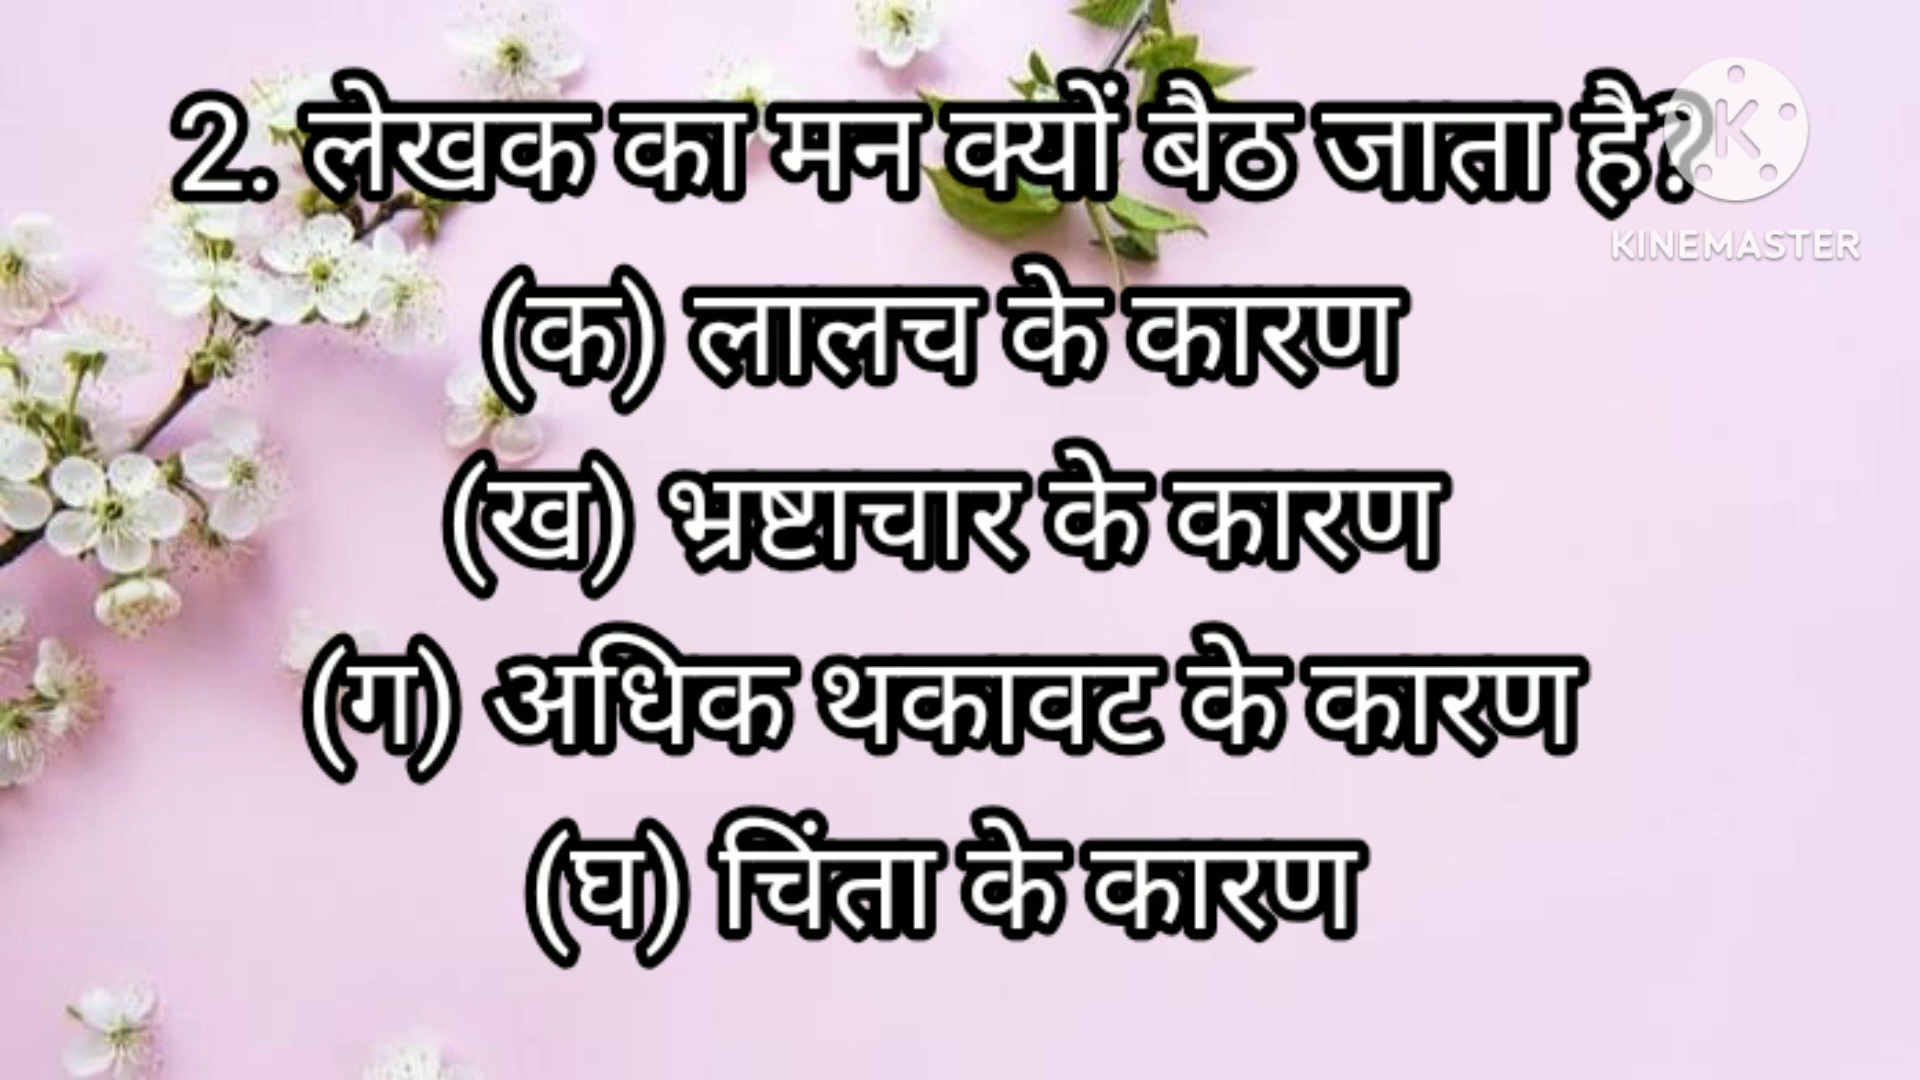 2. लेखक का मन क्यों बैठ जाता है?
KINEMASTER
(क) लालच के कारण
(ख) भ्रष्टाचार के कारण
(ग) अधिक थकावट के कारण
(घ) चिंता के कारण